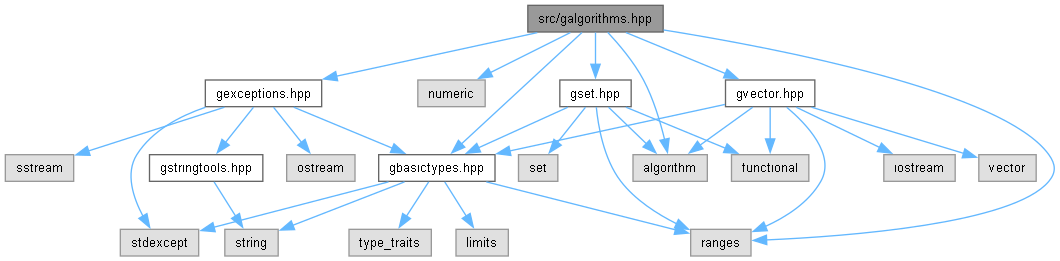 src/galgorithms.hpp
gexceptions.hpp
numeric
gset.hpp
gvector.hpp
sstream
gstringtools.hpp
ostream
gbasictypes.hpp
set
algorithm
functional
iostream
vector
stdexcept
string
type_traits
limits
ranges